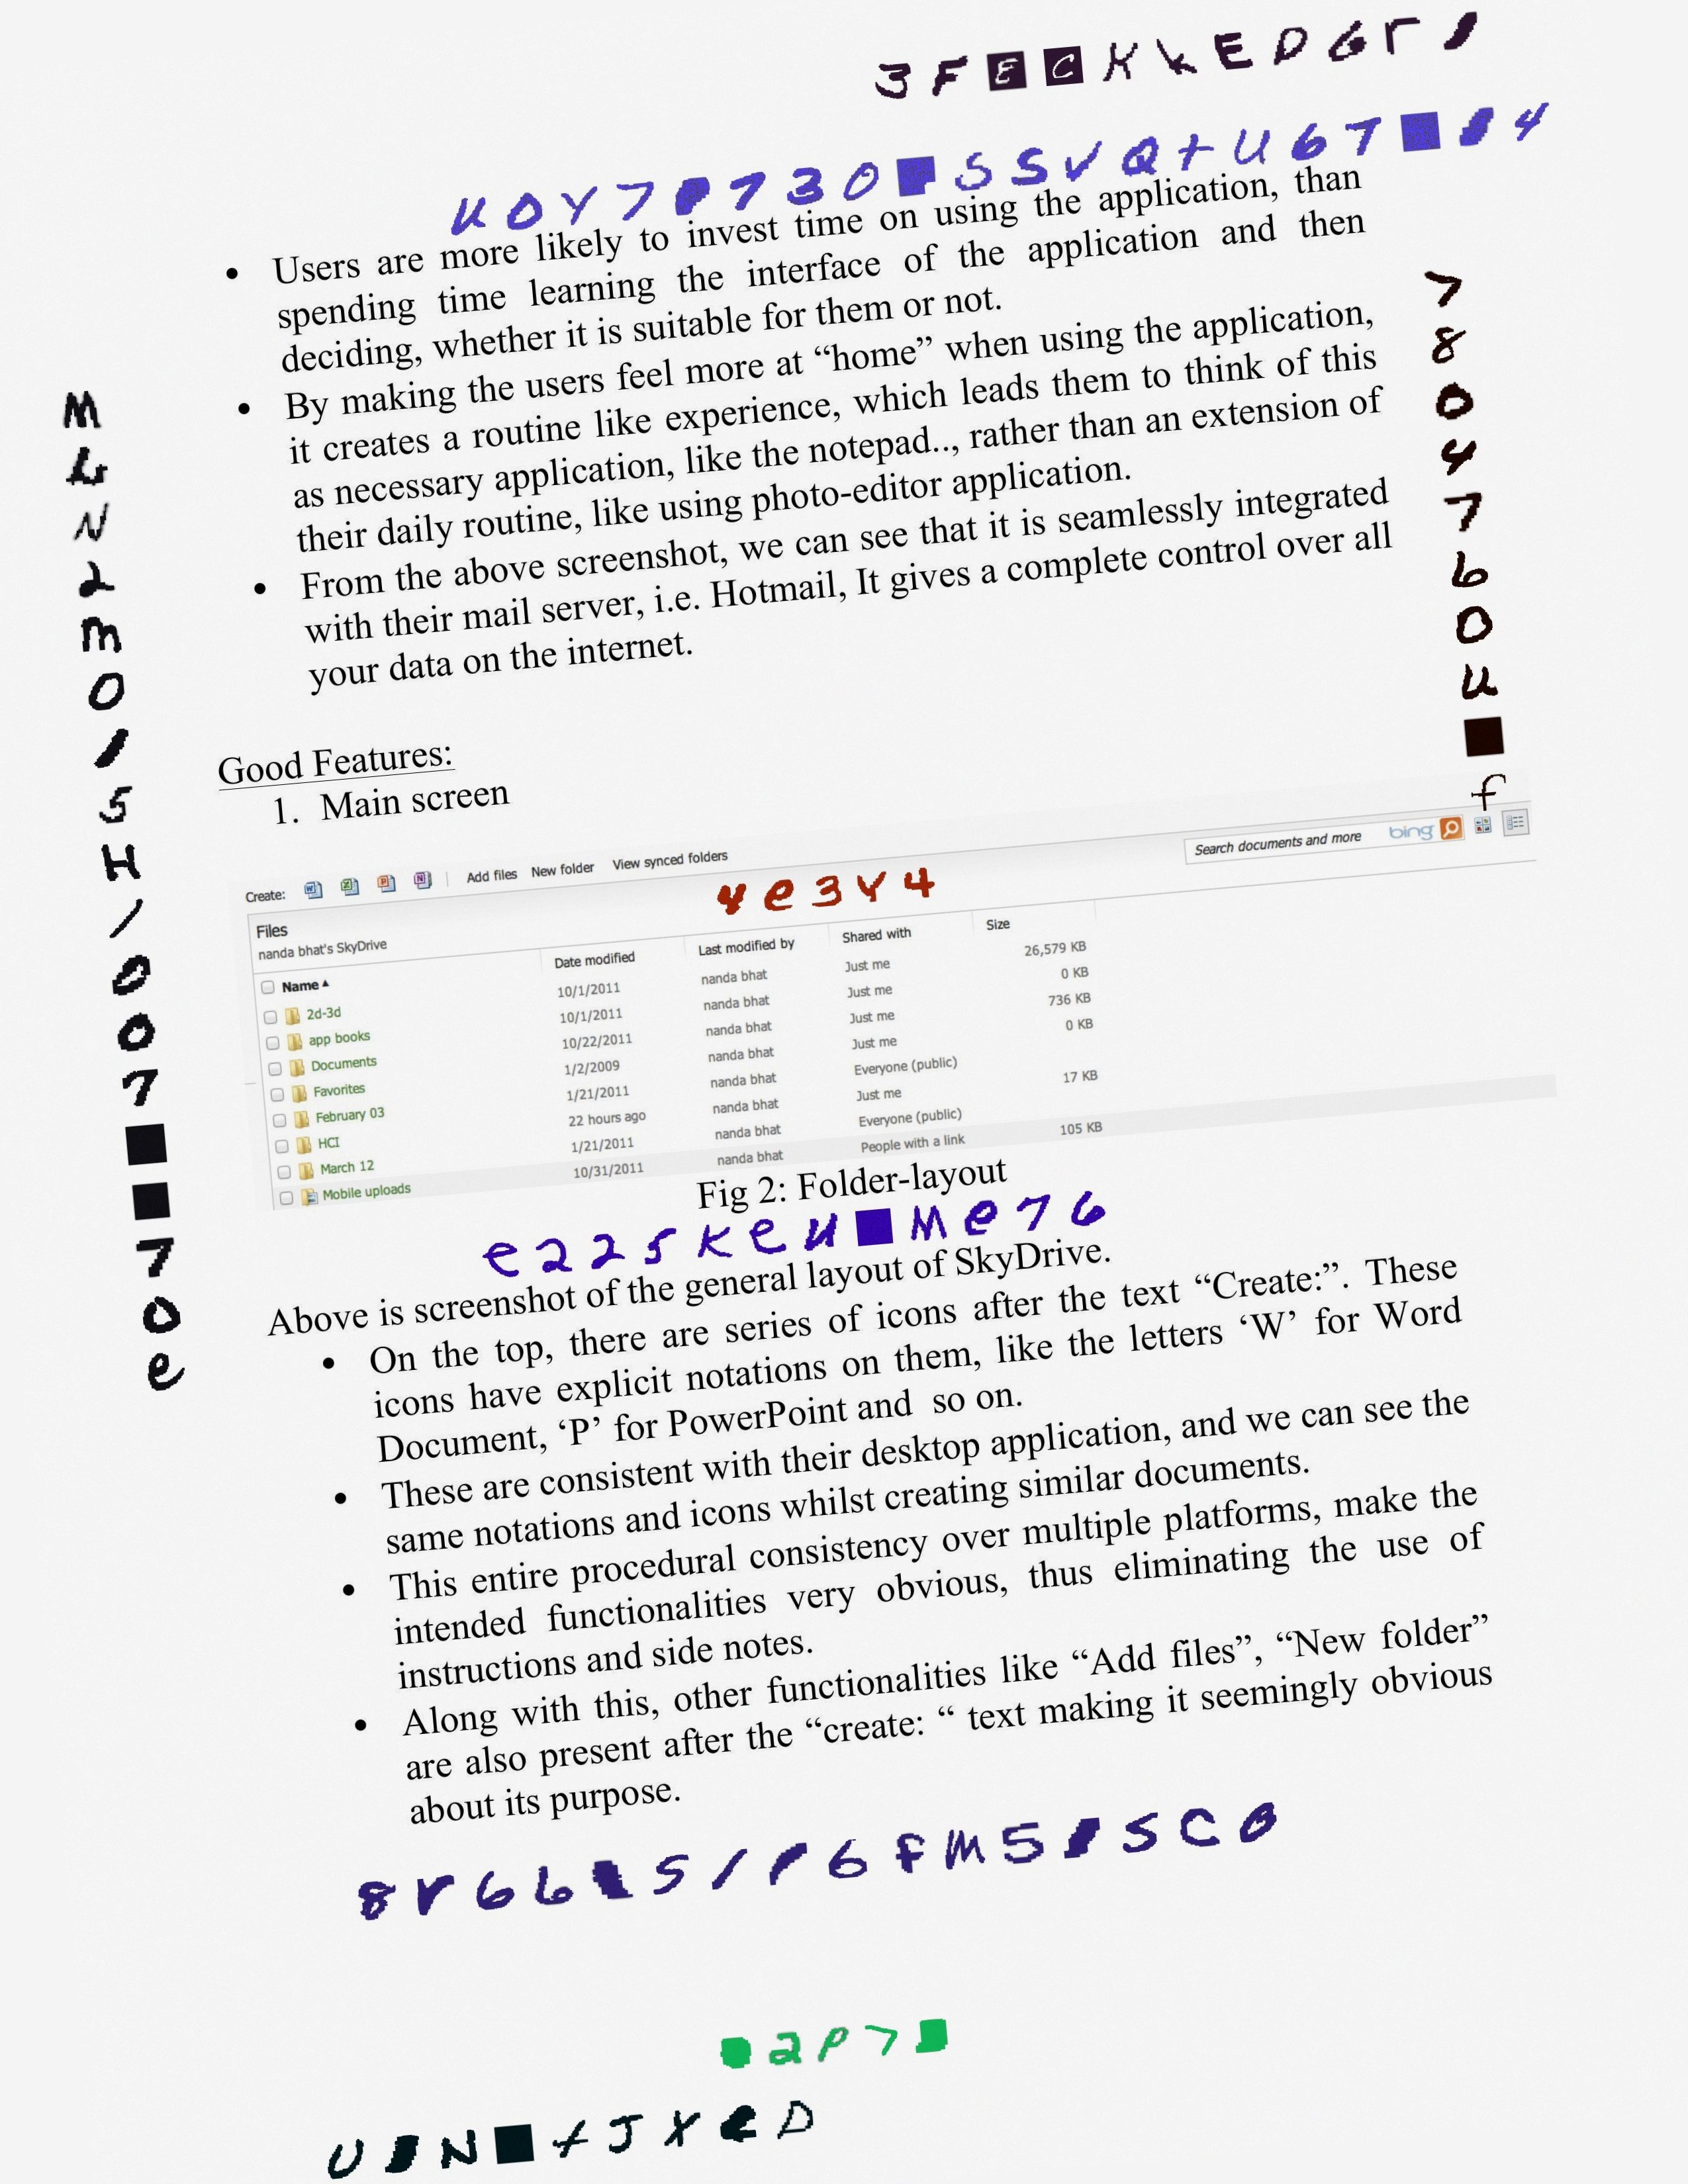 • Users are more likely to invest time on using the application, than
spending time learning the interface of the application and then
deciding, whether it is suitable for them or not.
• By making the users feel more at “home” when using the application,
it creates a routine like experience, which leads them to think of this
as necessary application, like the notepad.., rather than an extension of
their daily routine, like using photo-editor application.
• From the above screenshot, we can see that it is seamlessly integrated
with their mail server, i.e. Hotmail, It gives a complete control over all
your data on the internet.
Good Features:
1. Main screen
Create: Add files New folder View synced folders Search documents and more bing
Files
nanda bhat's SkyDrive
Name Date modified Last modified by Shared with Size
2d-3d 10/1/2011 nanda bhat Just me 26,579 KB
app books 10/1/2011 nanda bhat Just me 0 KB
Documents 10/22/2011 nanda bhat Just me 736 KB
Favorites 1/2/2009 nanda bhat Just me 0 KB
February 03 1/21/2011 nanda bhat Everyone (public)
HCI 22 hours ago nanda bhat Just me 17 KB
March 12 1/21/2011 nanda bhat Everyone (public)
Mobile uploads 10/31/2011 nanda bhat People with a link 105 KB
Fig 2: Folder-layout
Above is screenshot of the general layout of SkyDrive.
• On the top, there are series of icons after the text “Create:”. These
icons have explicit notations on them, like the letters ‘W’ for Word
Document, ‘P’ for PowerPoint and so on.
• These are consistent with their desktop application, and we can see the
same notations and icons whilst creating similar documents.
• This entire procedural consistency over multiple platforms, make the
intended functionalities very obvious, thus eliminating the use of
instructions and side notes.
• Along with this, other functionalities like “Add files”, “New folder”
are also present after the “create: “ text making it seemingly obvious
about its purpose.